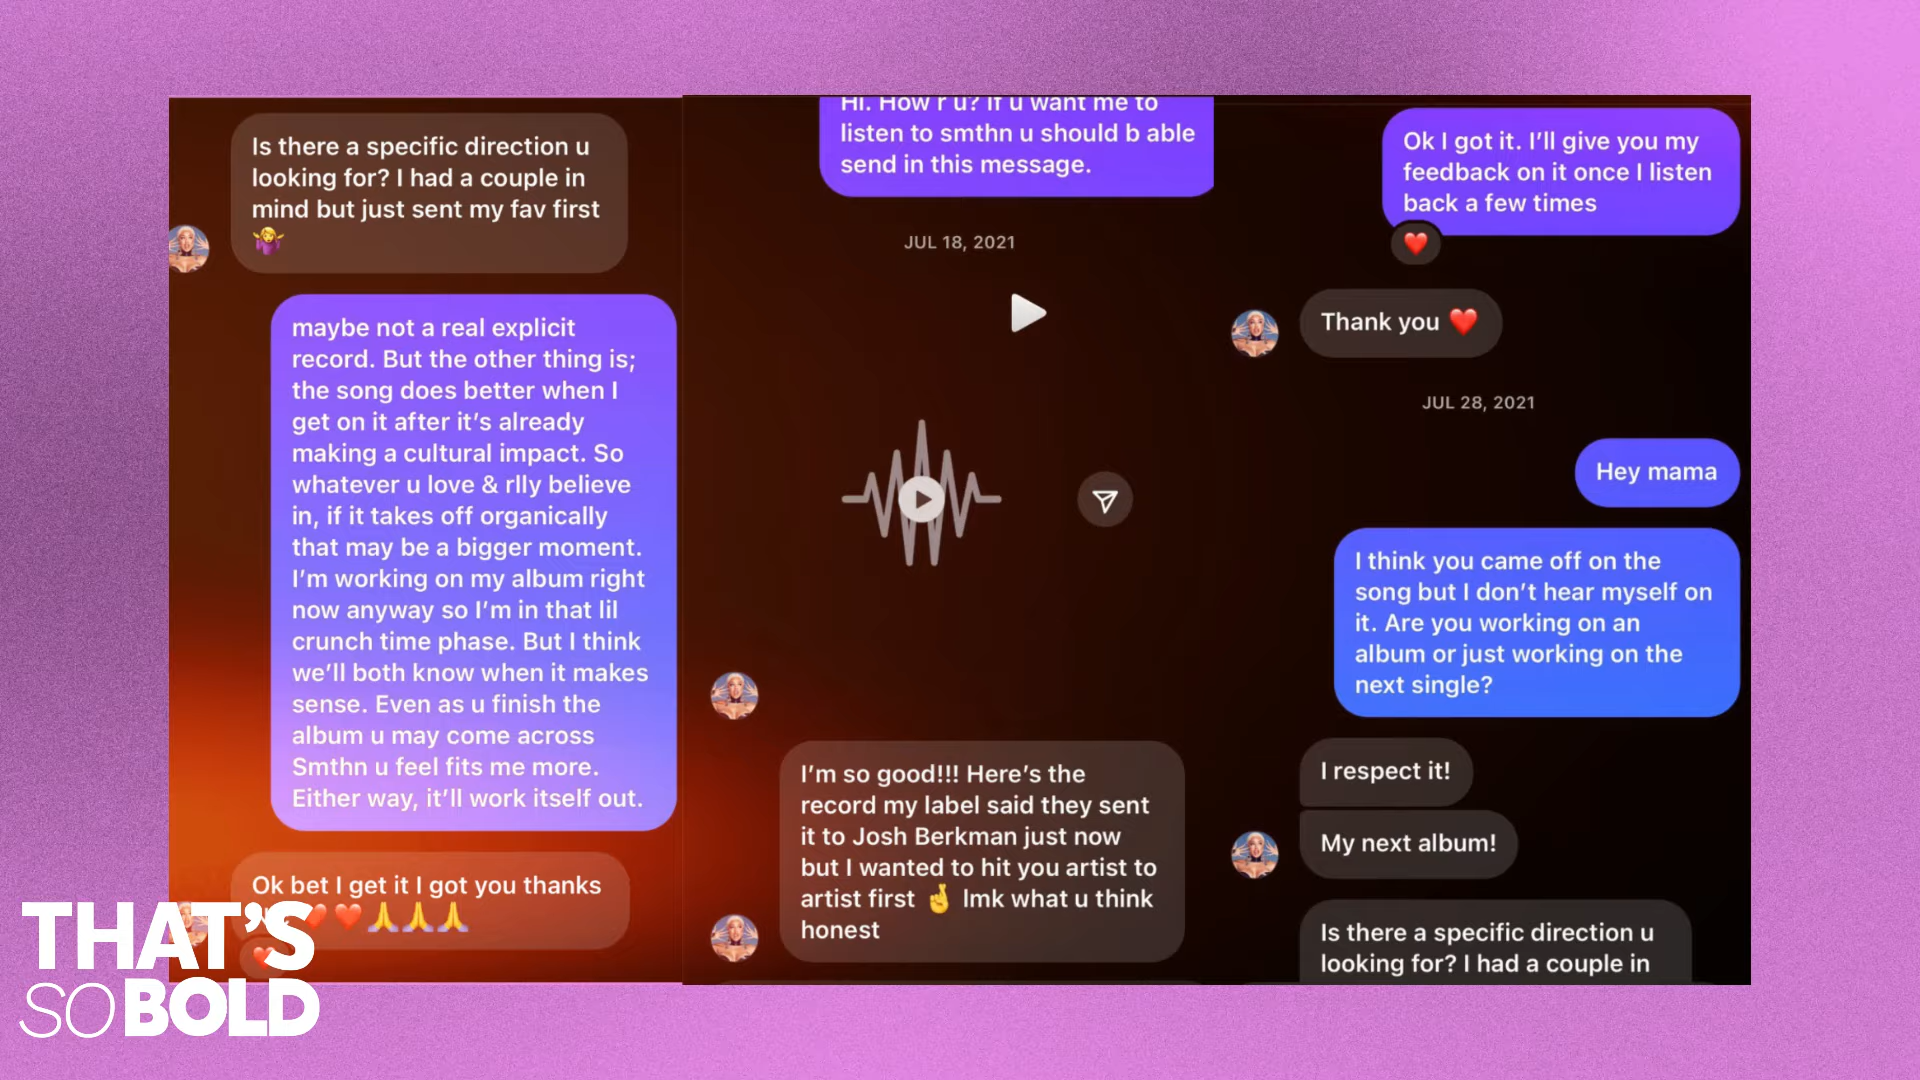 Is there a specific direction u
looking for? I had a couple in
mind but just sent my fav first
🤷‍♀️
maybe not a real explicit
record. But the other thing is;
the song does better when I
get on it after it’s already
making a cultural impact. So
whatever u love & rlly believe
in, if it takes off organically
that may be a bigger moment.
I’m working on my album right
now anyway so I’m in that lil
crunch time phase. But I think
we’ll both know when it makes
sense. Even as u finish the
album u may come across
Smthn u feel fits me more.
Either way, it’ll work itself out.
Ok bet I get it I got you thanks
❤️❤️🙏🙏🙏
Hi. How r u? If u want me to
listen to smthn u should b able
send in this message.
JUL 18, 2021
I’m so good!!! Here’s the
record my label said they sent
it to Josh Berkman just now
but I wanted to hit you artist to
artist first 🤞 lmk what u think
honest
Ok I got it. I’ll give you my
feedback on it once I listen
back a few times
Thank you ❤️
JUL 28, 2021
Hey mama
I think you came off on the
song but I don’t hear myself on
it. Are you working on an
album or just working on the
next single?
I respect it!
My next album!
Is there a specific direction u
looking for? I had a couple in
THAT’S
SO BOLD